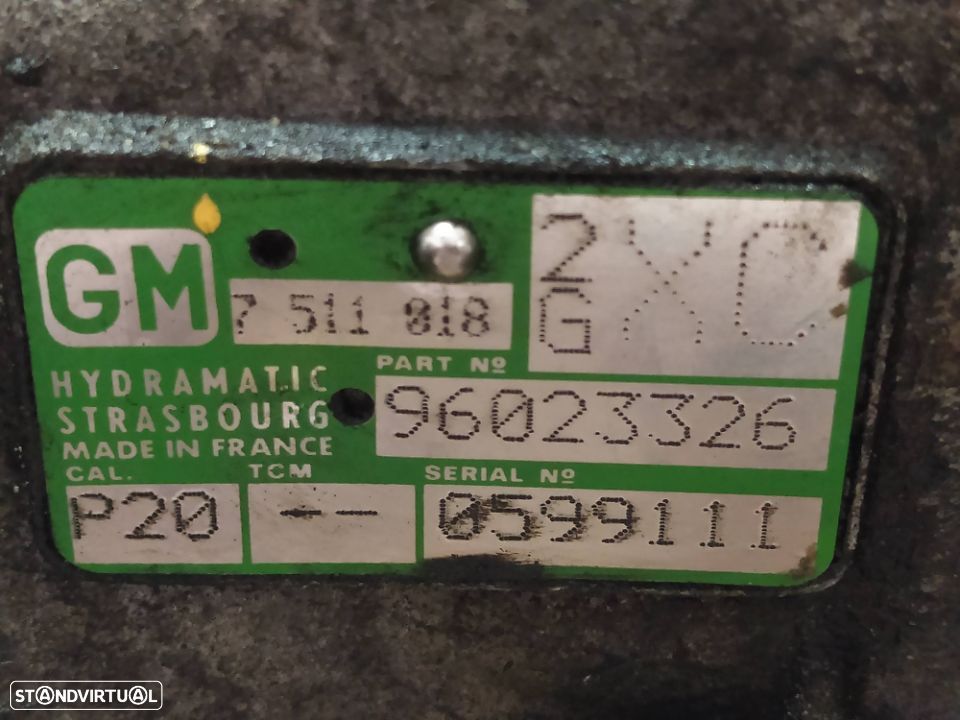 GM
7 511 018
2
G
XC
PART Nº
96023326
HYDRAMATIC
STRASBOURG
MADE IN FRANCE
CAL.
TCM
SERIAL Nº
P20
--
0599111
STANDVIRTUAL